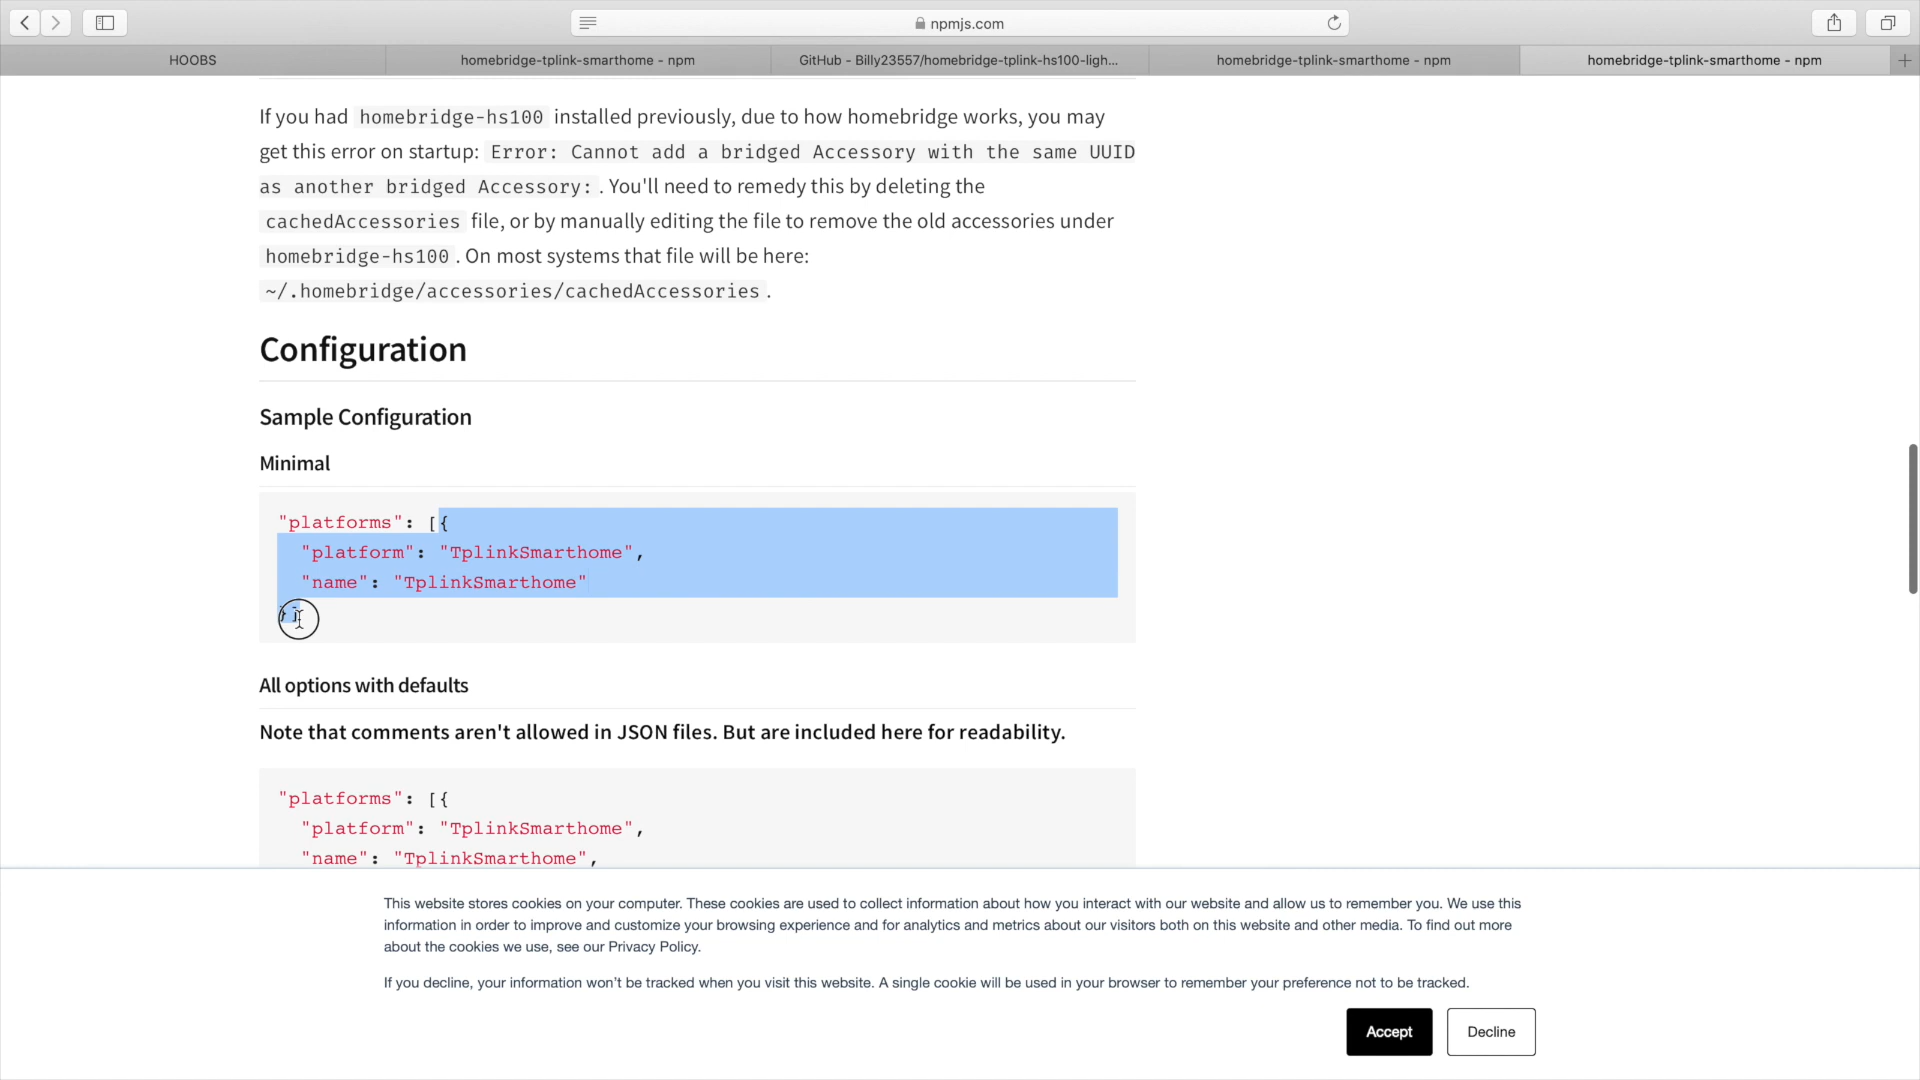 npmjs.com
HOOBS
homebridge-tplink-smarthome - npm
GitHub - Billy23557/homebridge-tplink-hs100-ligh...
homebridge-tplink-smarthome - npm
homebridge-tplink-smarthome - npm
If you had homebridge-hs100 installed previously, due to how homebridge works, you may
get this error on startup: Error: Cannot add a bridged Accessory with the same UUID
as another bridged Accessory: . You'll need to remedy this by deleting the
cachedAccessories file, or by manually editing the file to remove the old accessories under
homebridge-hs100 . On most systems that file will be here:
~/.homebridge/accessories/cachedAccessories .
Configuration
Sample Configuration
Minimal
"platforms": [{
"platform": "TplinkSmarthome",
"name": "TplinkSmarthome"
}]
All options with defaults
Note that comments aren't allowed in JSON files. But are included here for readability.
"platforms": [{
"platform": "TplinkSmarthome",
"name": "TplinkSmarthome",
This website stores cookies on your computer. These cookies are used to collect information about how you interact with our website and allow us to remember you. We use this
information in order to improve and customize your browsing experience and for analytics and metrics about our visitors both on this website and other media. To find out more
about the cookies we use, see our Privacy Policy.
If you decline, your information won't be tracked when you visit this website. A single cookie will be used in your browser to remember your preference not to be tracked.
Accept
Decline